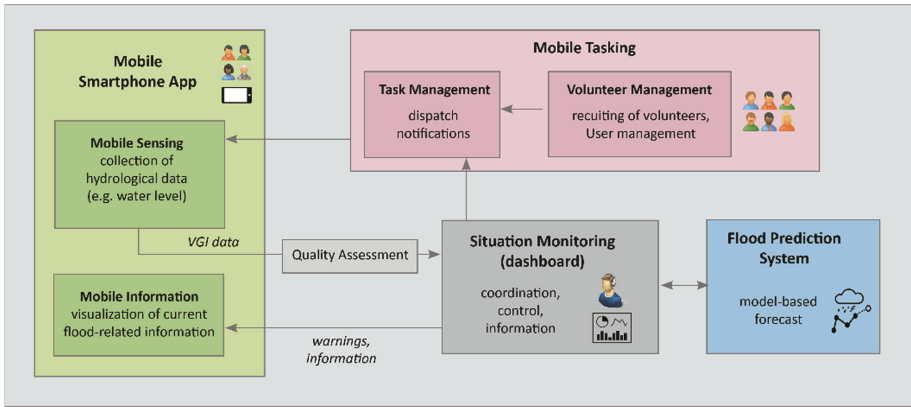 Mobile
Smartphone App
Mobile Sensing
collection of
hydrological data
(e.g. water level)
VGI data
Mobile Information
visualization of current
flood-related information
warnings,
information
Quality Assessment
Mobile Tasking
Task Management
dispatch
notifications
Volunteer Management
recuiting of volunteers,
User management
Situation Monitoring
(dashboard)
coordination,
control,
information
Flood Prediction
System
model-based
forecast